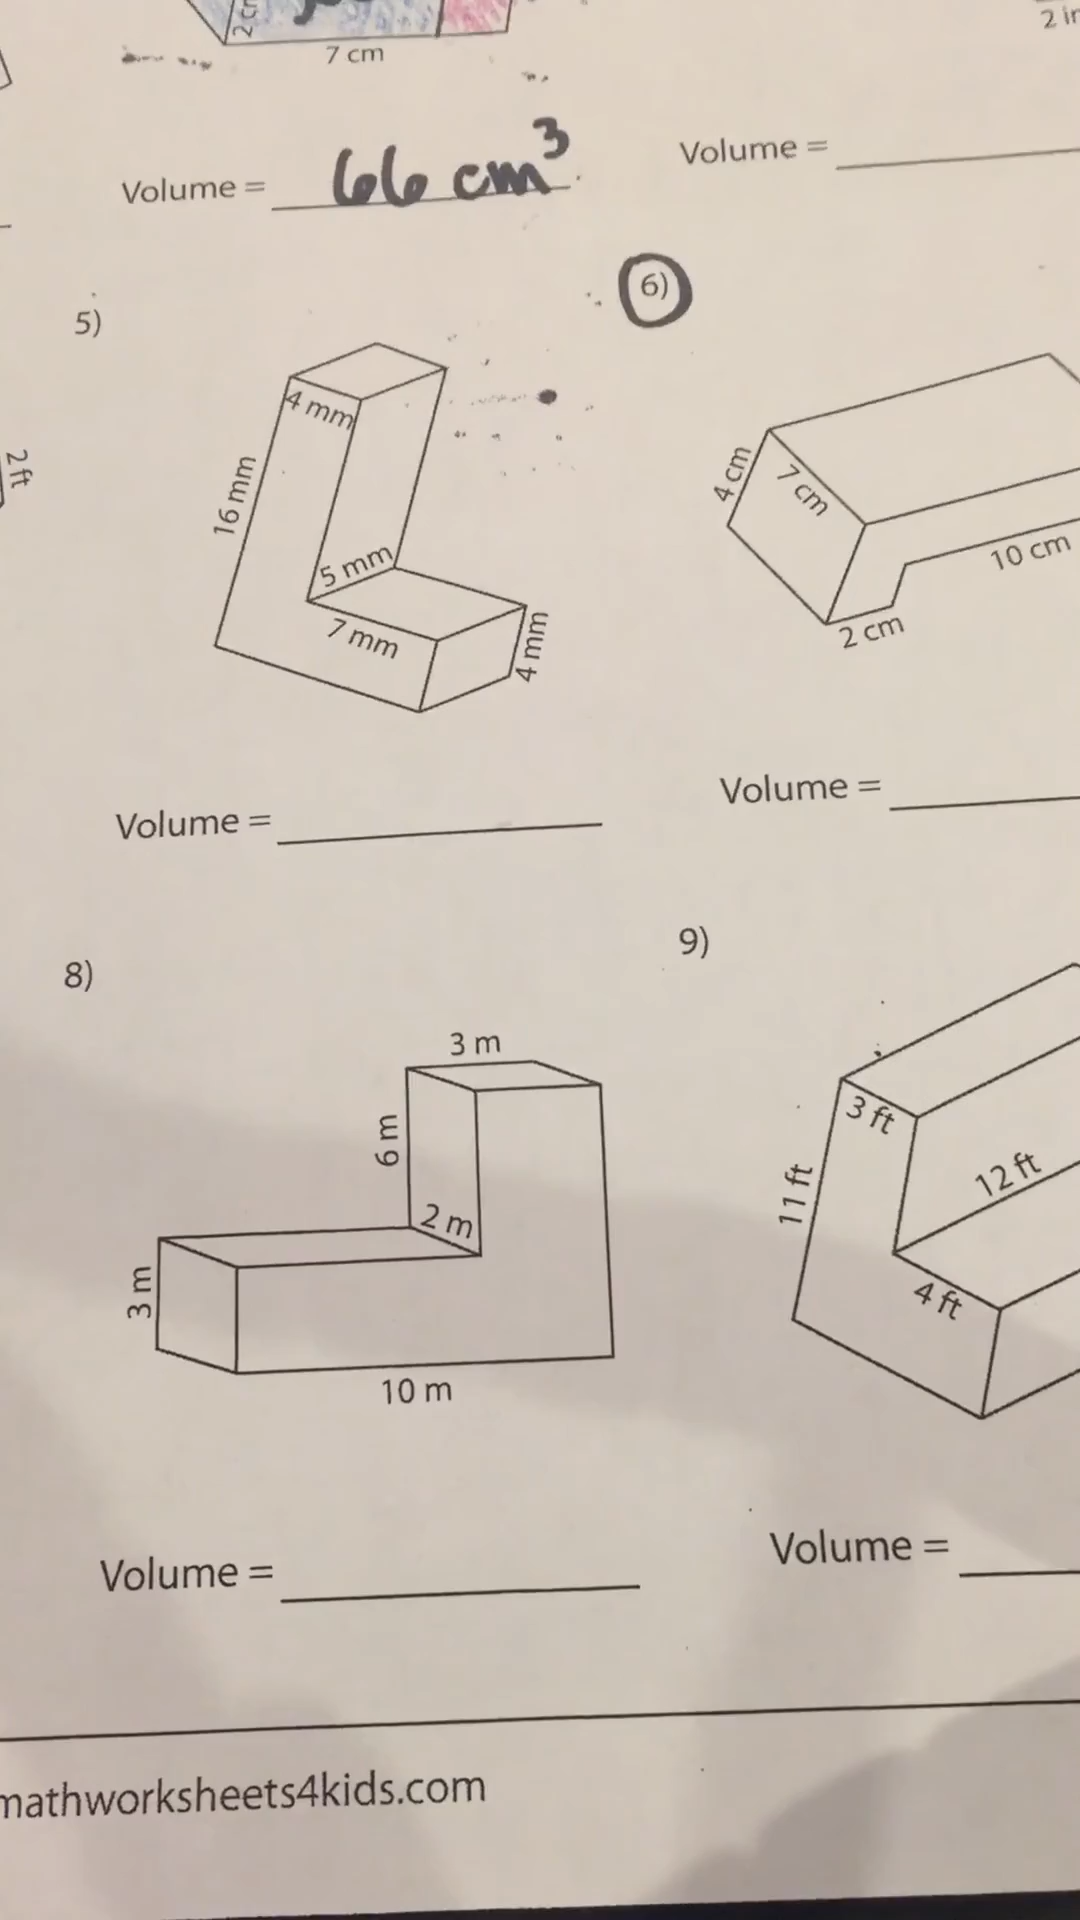 2 c
7 cm
2 in
Volume = 66 cm³
Volume =
2 ft
5)
4 mm
16 mm
5 mm
7 mm
4 mm
Volume =
6)
4 cm
7 cm
10 cm
2 cm
Volume =
8)
3 m
6 m
2 m
3 m
10 m
Volume =
9)
3 ft
11 ft
12 ft
4 ft
Volume =
mathworksheets4kids.com